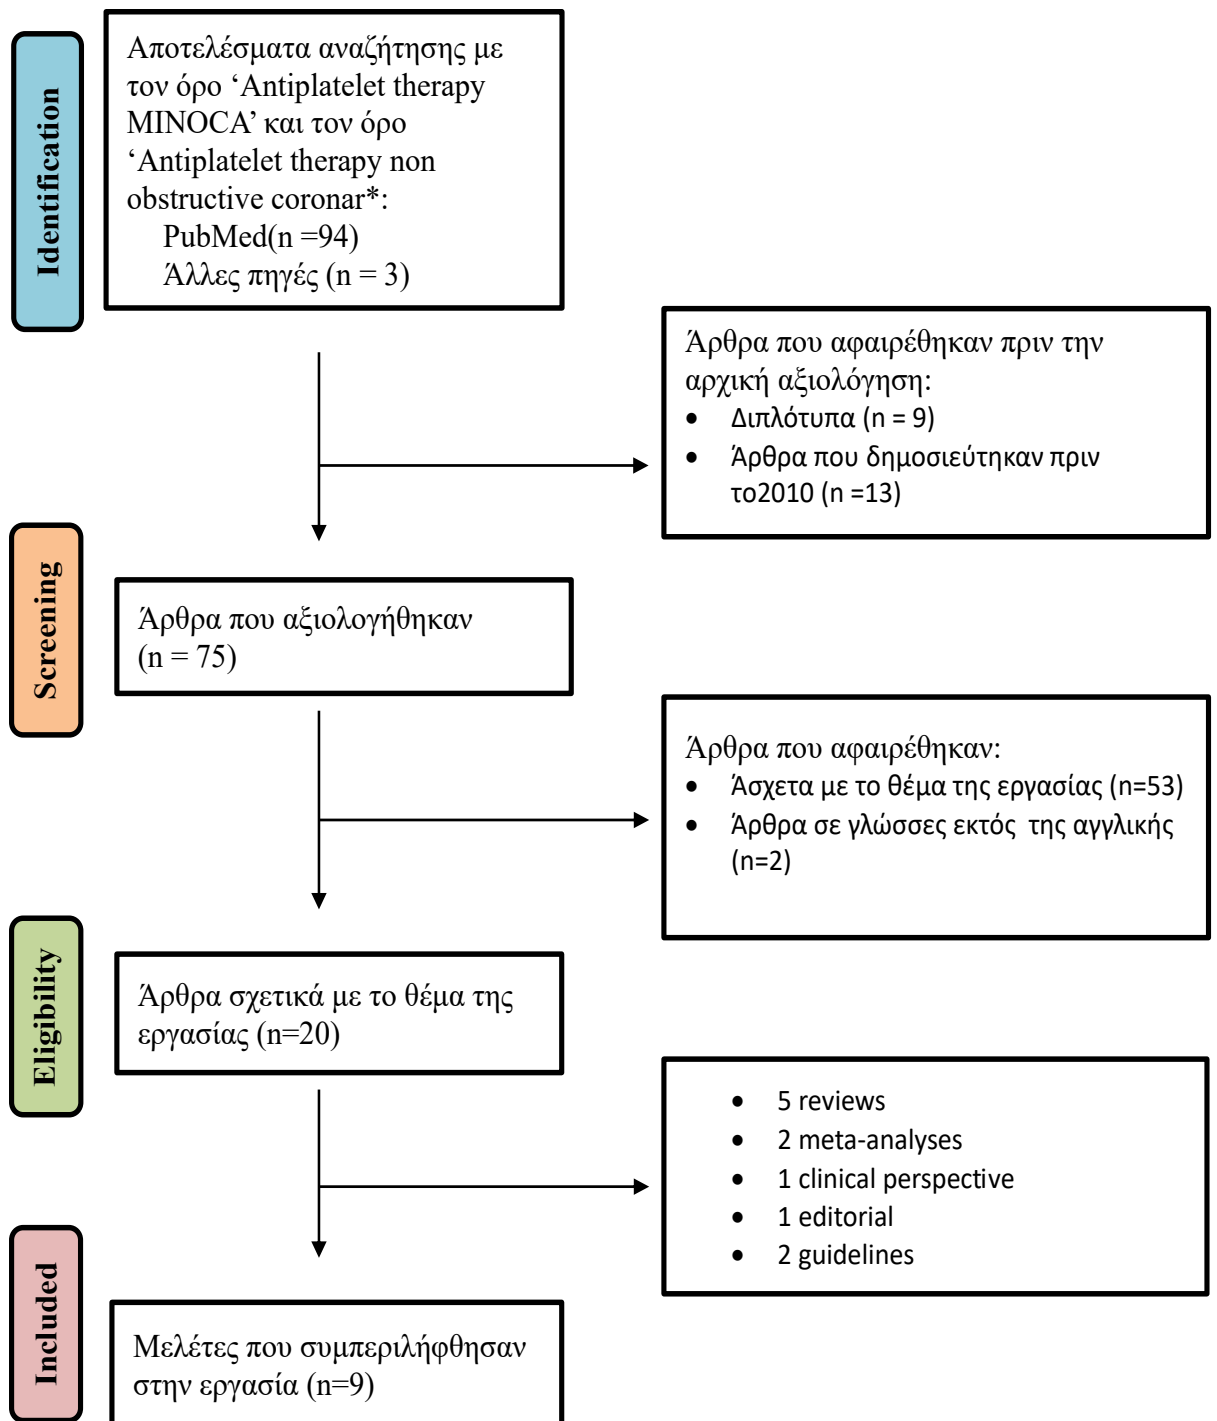 Identification
Αποτελέσματα αναζήτησης με
τον όρο ‘Antiplatelet therapy
MINOCA’ και τον όρο
‘Antiplatelet therapy non
obstructive coronar*:
PubMed(n =94)
Άλλες πηγές (n = 3)
Άρθρα που αφαιρέθηκαν πριν την
αρχική αξιολόγηση:
• Διπλότυπα (n = 9)
• Άρθρα που δημοσιεύτηκαν πριν
το2010 (n =13)
Screening
Άρθρα που αξιολογήθηκαν
(n = 75)
Άρθρα που αφαιρέθηκαν:
• Άσχετα με το θέμα της εργασίας (n=53)
• Άρθρα σε γλώσσες εκτός της αγγλικής
(n=2)
Eligibility
Άρθρα σχετικά με το θέμα της
εργασίας (n=20)
• 5 reviews
• 2 meta-analyses
• 1 clinical perspective
• 1 editorial
• 2 guidelines
Included
Μελέτες που συμπεριλήφθησαν
στην εργασία (n=9)